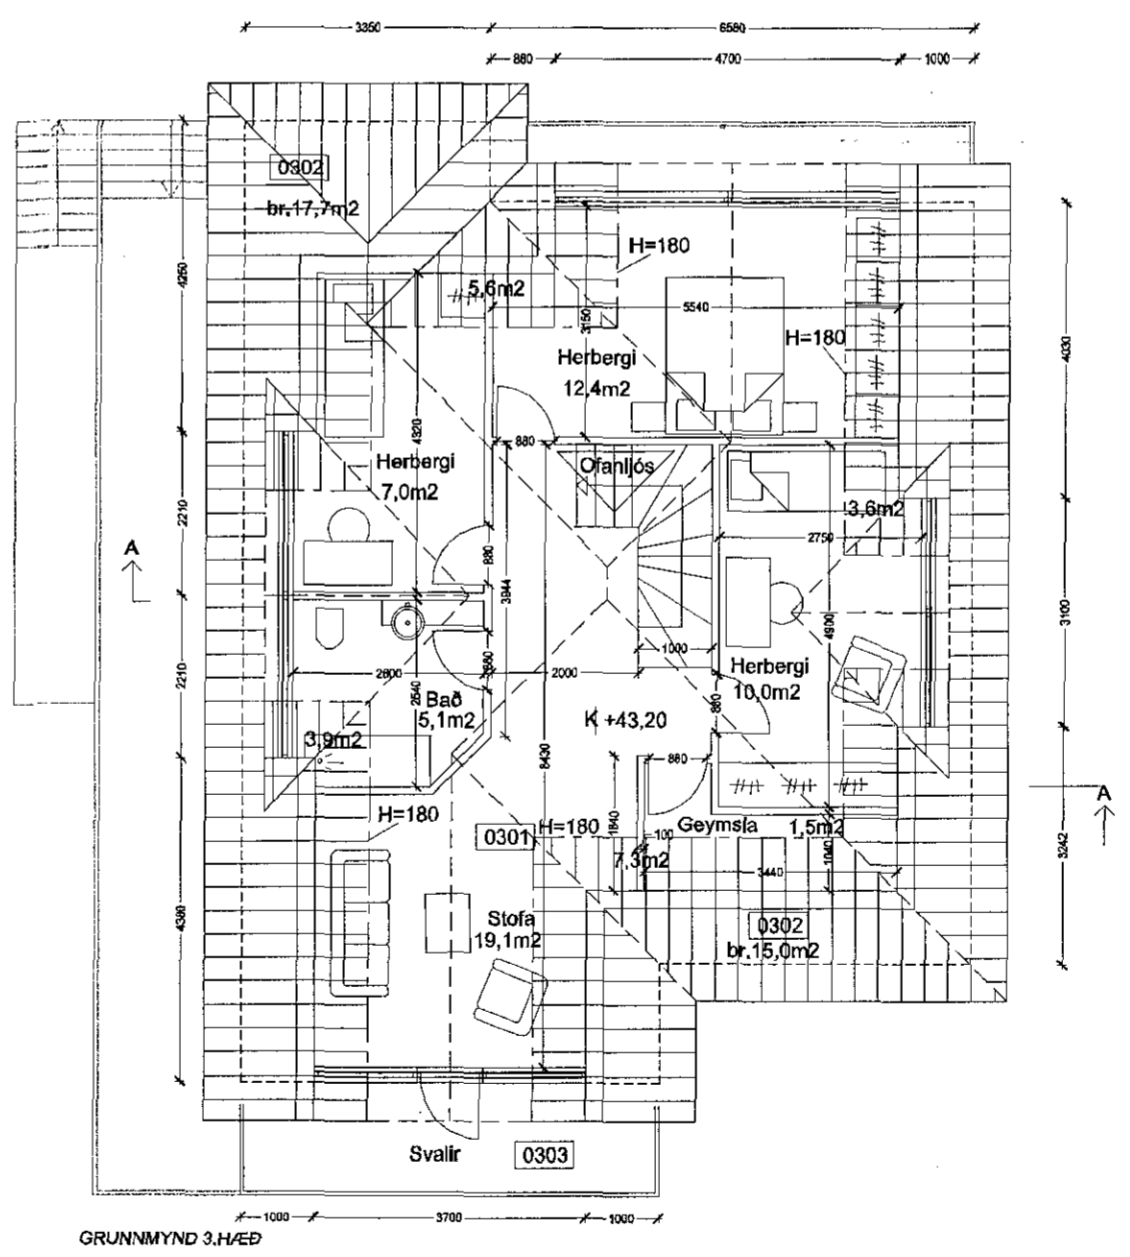 3350
6580
880
4700
1000
0302
br.17,7m2
H=180
5,6m2
4250
3150
5540
4030
H=180
Herbergi
12,4m2
4320
880
Ofanljós
Herbergi
7,0m2
3,6m2
2210
2750
A
880
3944
4900
3100
1000
Herbergi
10,0m2
2800
2000
880
2210
2540
Bað
5,1m2
K +43,20
880
3,9m2
8430
880
A
H=180
0301
H=180
1840
Geymsla
1,5m2
100
7,3m2
1040
3242
3440
4380
Stofa
19,1m2
0302
br.15,0m2
Svalir
0303
1000
3700
1000
GRUNNMYND 3.HÆÐ